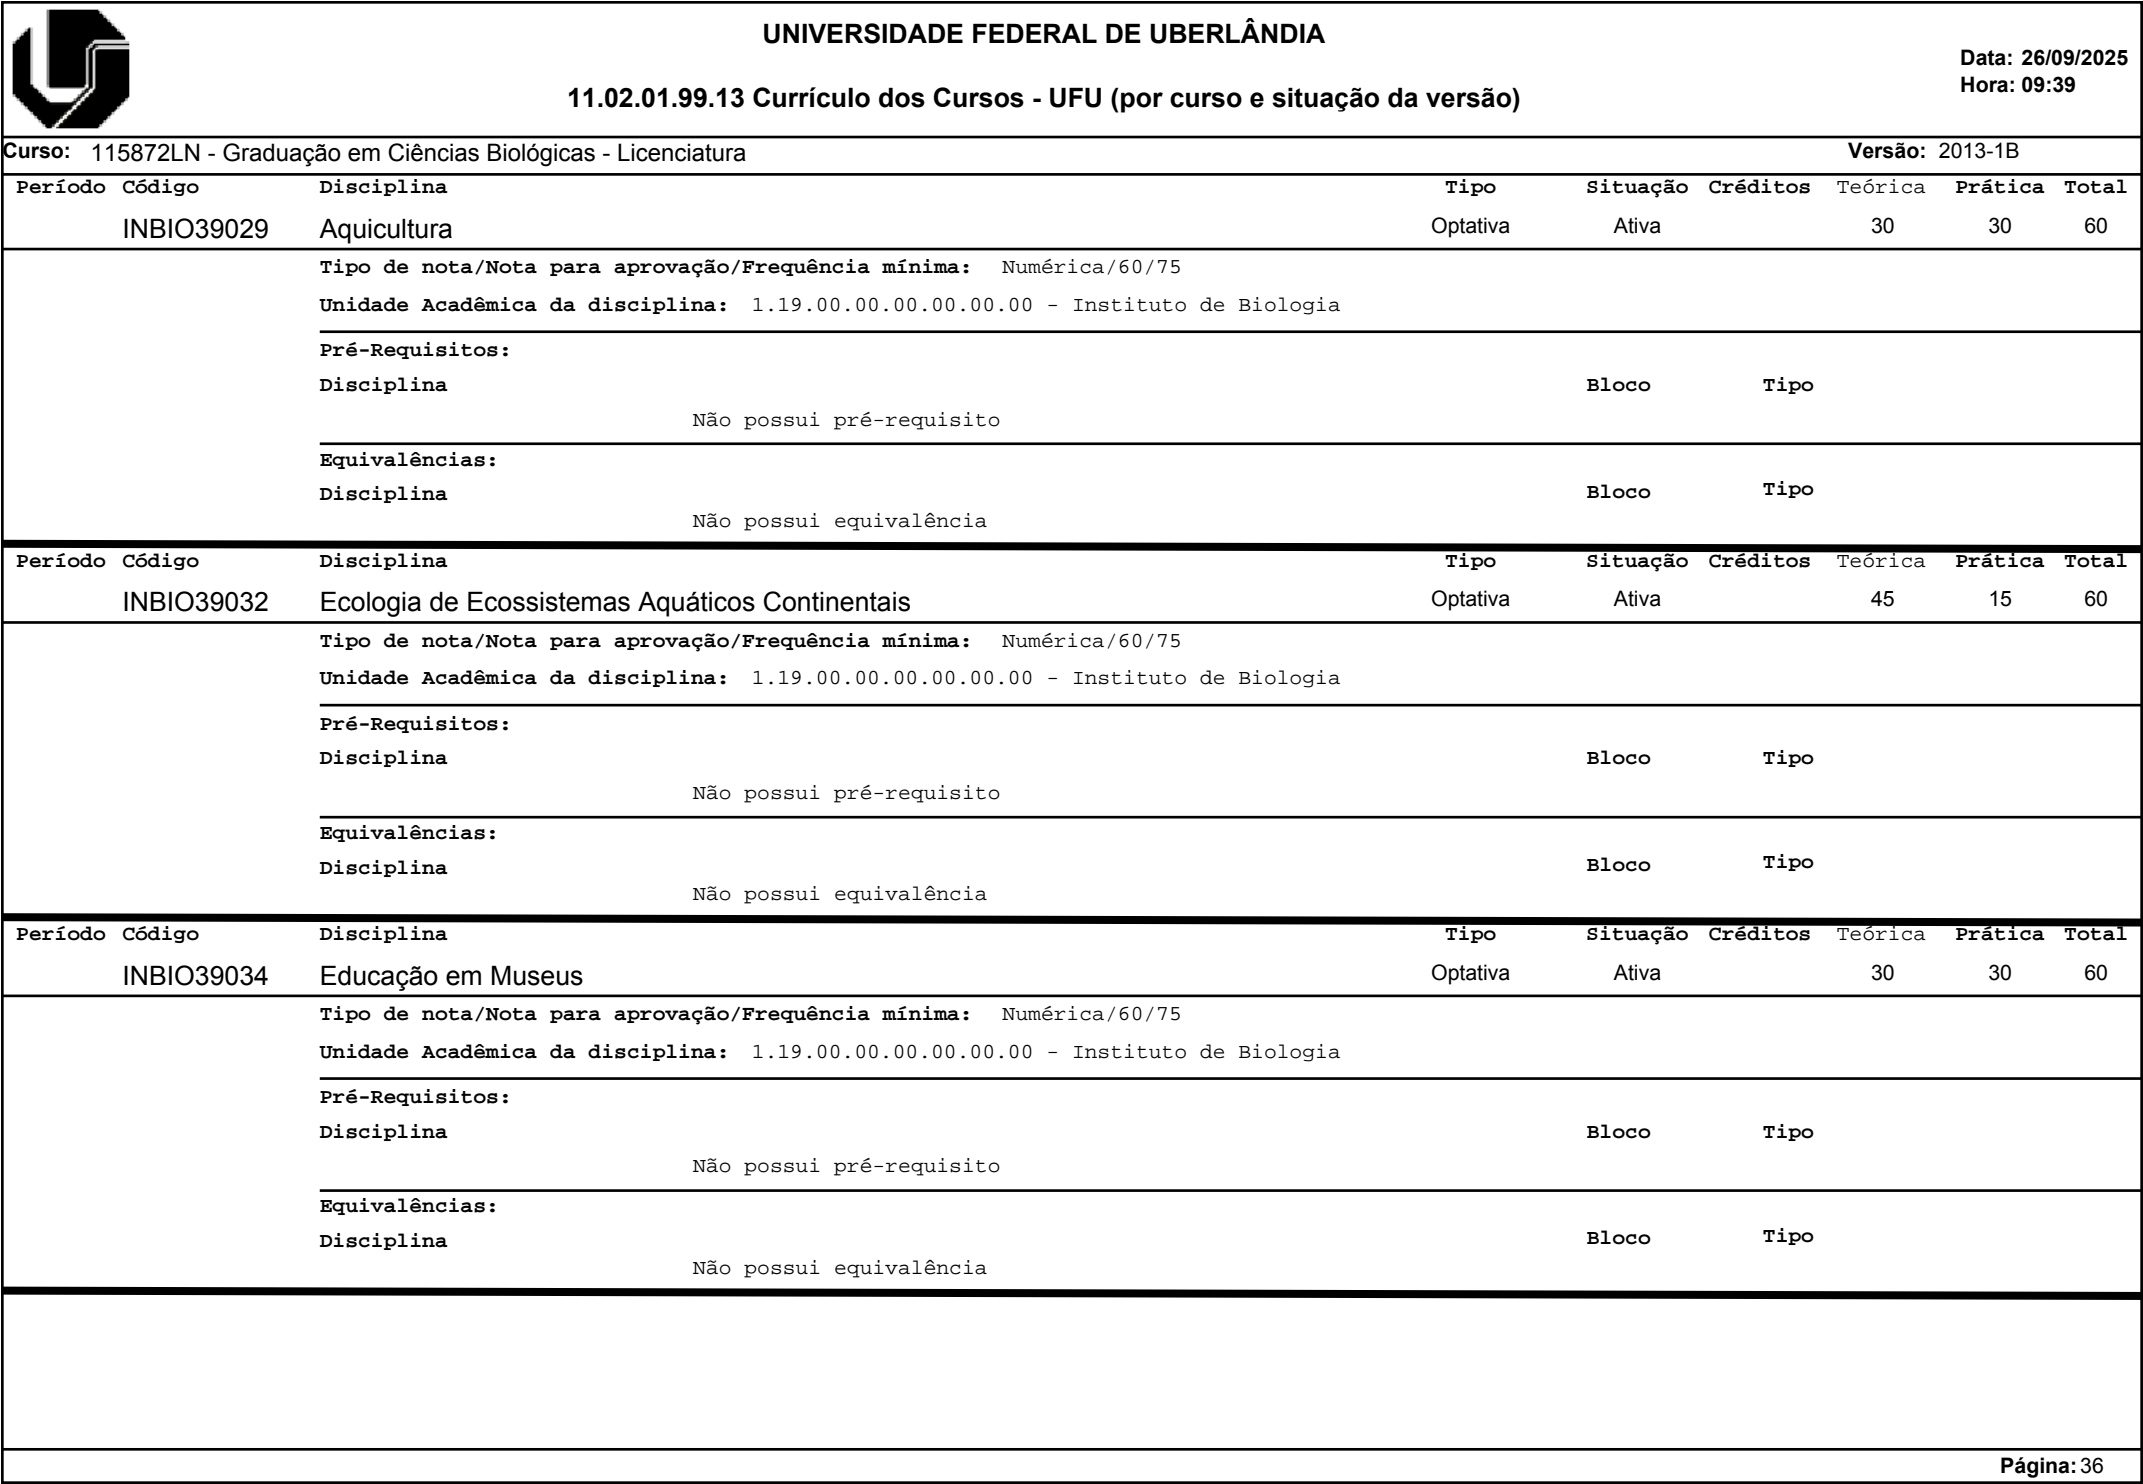 UNIVERSIDADE FEDERAL DE UBERLÂNDIA
Data: 26/09/2025
Hora: 09:39
11.02.01.99.13 Currículo dos Cursos - UFU (por curso e situação da versão)
Curso: 115872LN - Graduação em Ciências Biológicas - Licenciatura Versão: 2013-1B
Período Código Disciplina Tipo Situação Créditos Teórica Prática Total
INBIO39029 Aquicultura Optativa Ativa 30 30 60
Tipo de nota/Nota para aprovação/Frequência mínima: Numérica/60/75
Unidade Acadêmica da disciplina: 1.19.00.00.00.00.00.00 - Instituto de Biologia
Pré-Requisitos:
Disciplina Bloco Tipo
Não possui pré-requisito
Equivalências:
Disciplina Bloco Tipo
Não possui equivalência
Período Código Disciplina Tipo Situação Créditos Teórica Prática Total
INBIO39032 Ecologia de Ecossistemas Aquáticos Continentais Optativa Ativa 45 15 60
Tipo de nota/Nota para aprovação/Frequência mínima: Numérica/60/75
Unidade Acadêmica da disciplina: 1.19.00.00.00.00.00.00 - Instituto de Biologia
Pré-Requisitos:
Disciplina Bloco Tipo
Não possui pré-requisito
Equivalências:
Disciplina Bloco Tipo
Não possui equivalência
Período Código Disciplina Tipo Situação Créditos Teórica Prática Total
INBIO39034 Educação em Museus Optativa Ativa 30 30 60
Tipo de nota/Nota para aprovação/Frequência mínima: Numérica/60/75
Unidade Acadêmica da disciplina: 1.19.00.00.00.00.00.00 - Instituto de Biologia
Pré-Requisitos:
Disciplina Bloco Tipo
Não possui pré-requisito
Equivalências:
Disciplina Bloco Tipo
Não possui equivalência
Página: 36